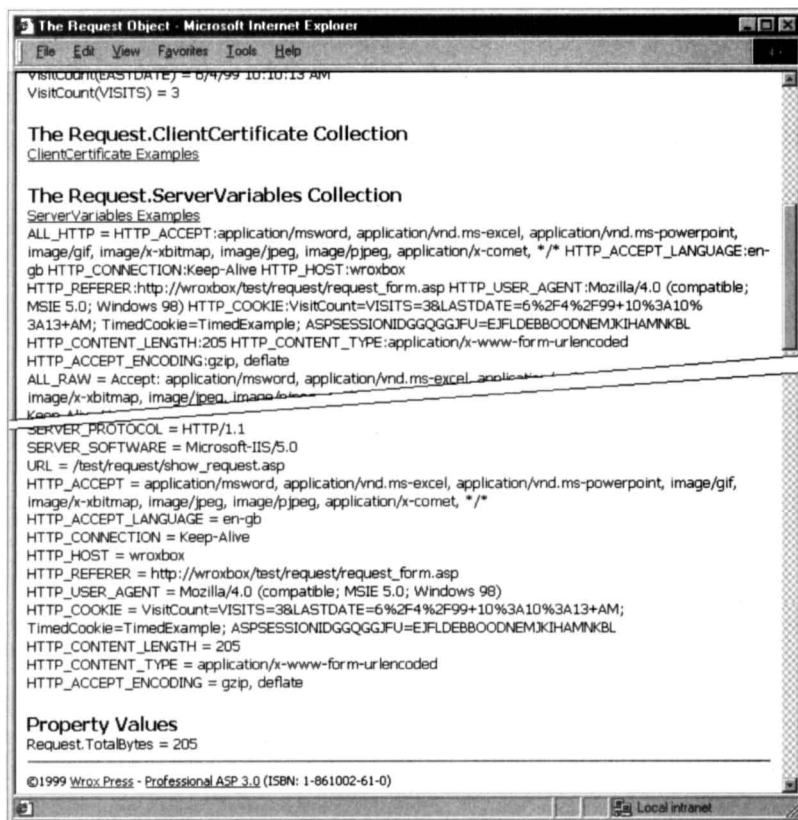 The Request Object - Microsoft Internet Explorer
File Edit View Favorites Tools Help
VisitCount(LASTDATE) = 6/4/99 10:10:13 AM
VisitCount(VISITS) = 3
The Request.ClientCertificate Collection
ClientCertificate Examples
The Request.ServerVariables Collection
ServerVariables Examples
ALL_HTTP = HTTP_ACCEPT:application/msword, application/vnd.ms-excel, application/vnd.ms-powerpoint,
image/gif, image/x-xbitmap, image/jpeg, image/pjpeg, application/x-comet, */* HTTP_ACCEPT_LANGUAGE:en-
gb HTTP_CONNECTION:Keep-Alive HTTP_HOST:wroxbox
HTTP_REFERER:http://wroxbox/test/request/request_form.asp HTTP_USER_AGENT:Mozilla/4.0 (compatible;
MSIE 5.0; Windows 98) HTTP_COOKIE:VisitCount=VISITS=3&LASTDATE=6%2F4%2F99+10%3A10%
3A13+AM; TimedCookie=TimedExample; ASPSESSIONIDGGQGGJFU=EJFLDEBBOODNEMJKIHAMNKBL
HTTP_CONTENT_LENGTH:205 HTTP_CONTENT_TYPE:application/x-www-form-urlencoded
HTTP_ACCEPT_ENCODING:gzip, deflate
ALL_RAW = Accept: application/msword, application/vnd.ms-excel,
image/x-xbitmap, image/jpeg,
SERVER_PROTOCOL = HTTP/1.1
SERVER_SOFTWARE = Microsoft-IIS/5.0
URL = /test/request/show_request.asp
HTTP_ACCEPT = application/msword, application/vnd.ms-excel, application/vnd.ms-powerpoint, image/gif,
image/x-xbitmap, image/jpeg, image/pjpeg, application/x-comet, */*
HTTP_ACCEPT_LANGUAGE = en-gb
HTTP_CONNECTION = Keep-Alive
HTTP_HOST = wroxbox
HTTP_REFERER = http://wroxbox/test/request/request_form.asp
HTTP_USER_AGENT = Mozilla/4.0 (compatible; MSIE 5.0; Windows 98)
HTTP_COOKIE = VisitCount=VISITS=3&LASTDATE=6%2F4%2F99+10%3A10%3A13+AM;
TimedCookie=TimedExample; ASPSESSIONIDGGQGGJFU=EJFLDEBBOODNEMJKIHAMNKBL
HTTP_CONTENT_LENGTH = 205
HTTP_CONTENT_TYPE = application/x-www-form-urlencoded
HTTP_ACCEPT_ENCODING = gzip, deflate
Property Values
Request.TotalBytes = 205
©1999 Wrox Press - Professional ASP 3.0 (ISBN: 1-861002-61-0)
Local intranet